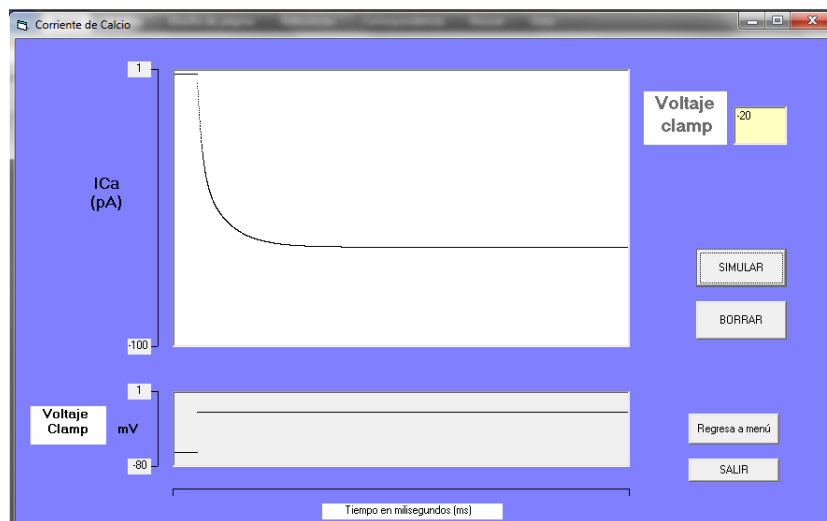 Corriente de Calcio
1
ICa
(pA)
-100
Voltaje
clamp
-20
SIMULAR
BORRAR
1
Voltaje
Clamp
mV
-80
Regresa a menú
SALIR
Tiempo en milisegundos (ms)